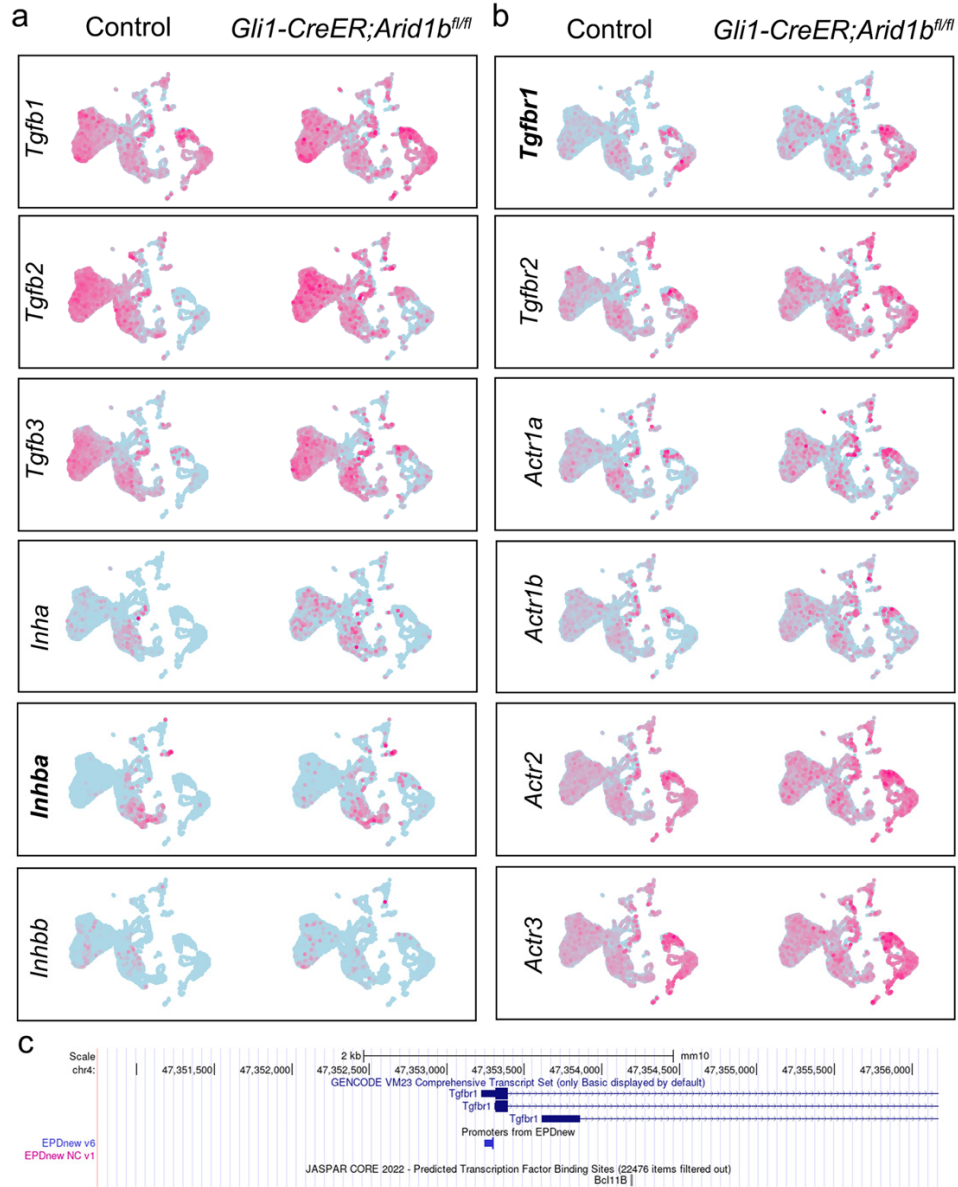 a
Control Gli1-CreER;Arid1bfl/fl
Tgfb1
Tgfb2
Tgfb3
Inha
Inhba
Inhbb
b
Control Gli1-CreER;Arid1bfl/fl
Tgfbr1
Tgfbr2
Actr1a
Actr1b
Actr2
Actr3
c
Scale 2 kb mm10
chr4: 47,351,500 47,352,000 47,352,500 47,353,000 47,353,500 47,354,000 47,354,500 47,355,000 47,355,500 47,356,000
GENCODE VM23 Comprehensive Transcript Set (only Basic displayed by default)
Tgfbr1
Tgfbr1
Tgfbr1
Promoters from EPDnew
EPDnew v6
EPDnew NC v1
JASPAR CORE 2022 - Predicted Transcription Factor Binding Sites (22476 items filtered out)
Bcl11B